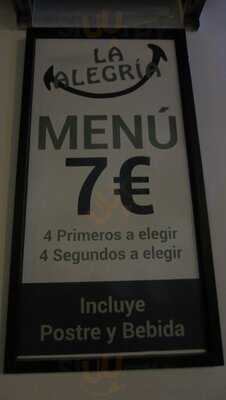 LA
ALEGRÍA
MENÚ
7€
4 Primeros a elegir
4 Segundos a elegir
Incluye
Postre y Bebida